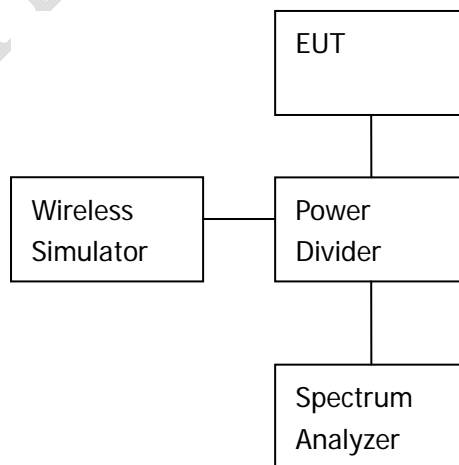 EUT
Wireless
Simulator
Power
Divider
Spectrum
Analyzer